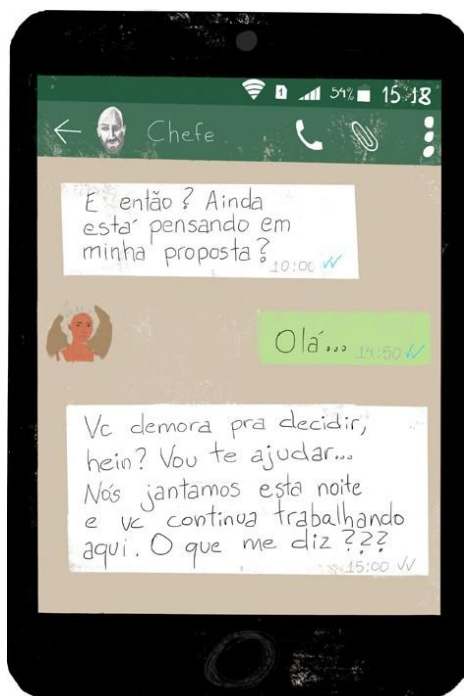 54% 15:18
Chefe
E então? Ainda
está pensando em
minha proposta?
10:00
Olá... 14:50
Vc demora pra decidir,
hein? Vou te ajudar...
Nós jantamos esta noite
e vc continua trabalhando
aqui. O que me diz???
15:00